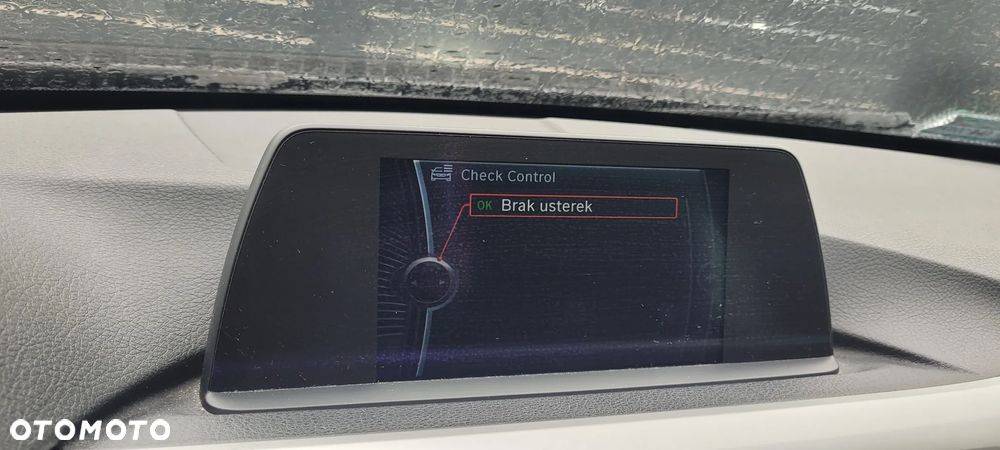 Check Control
OK Brak usterek
OTOMOTO